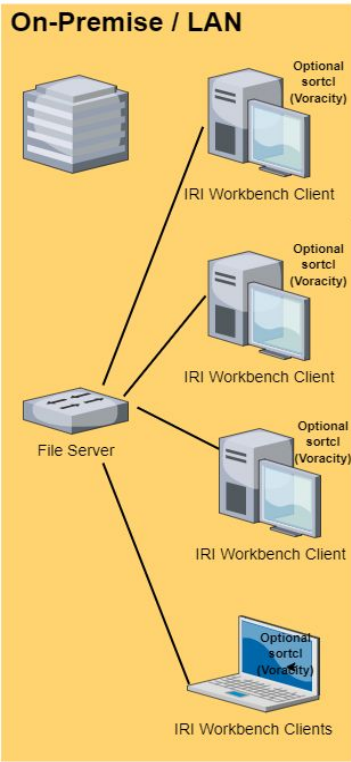 On-Premise / LAN
Optional
sortcl
(Voracity)
IRI Workbench Client
Optional
sortcl
(Voracity)
IRI Workbench Client
File Server
Optional
sortcl
(Voracity)
IRI Workbench Client
Optional
sortcl
(Voracity)
IRI Workbench Clients